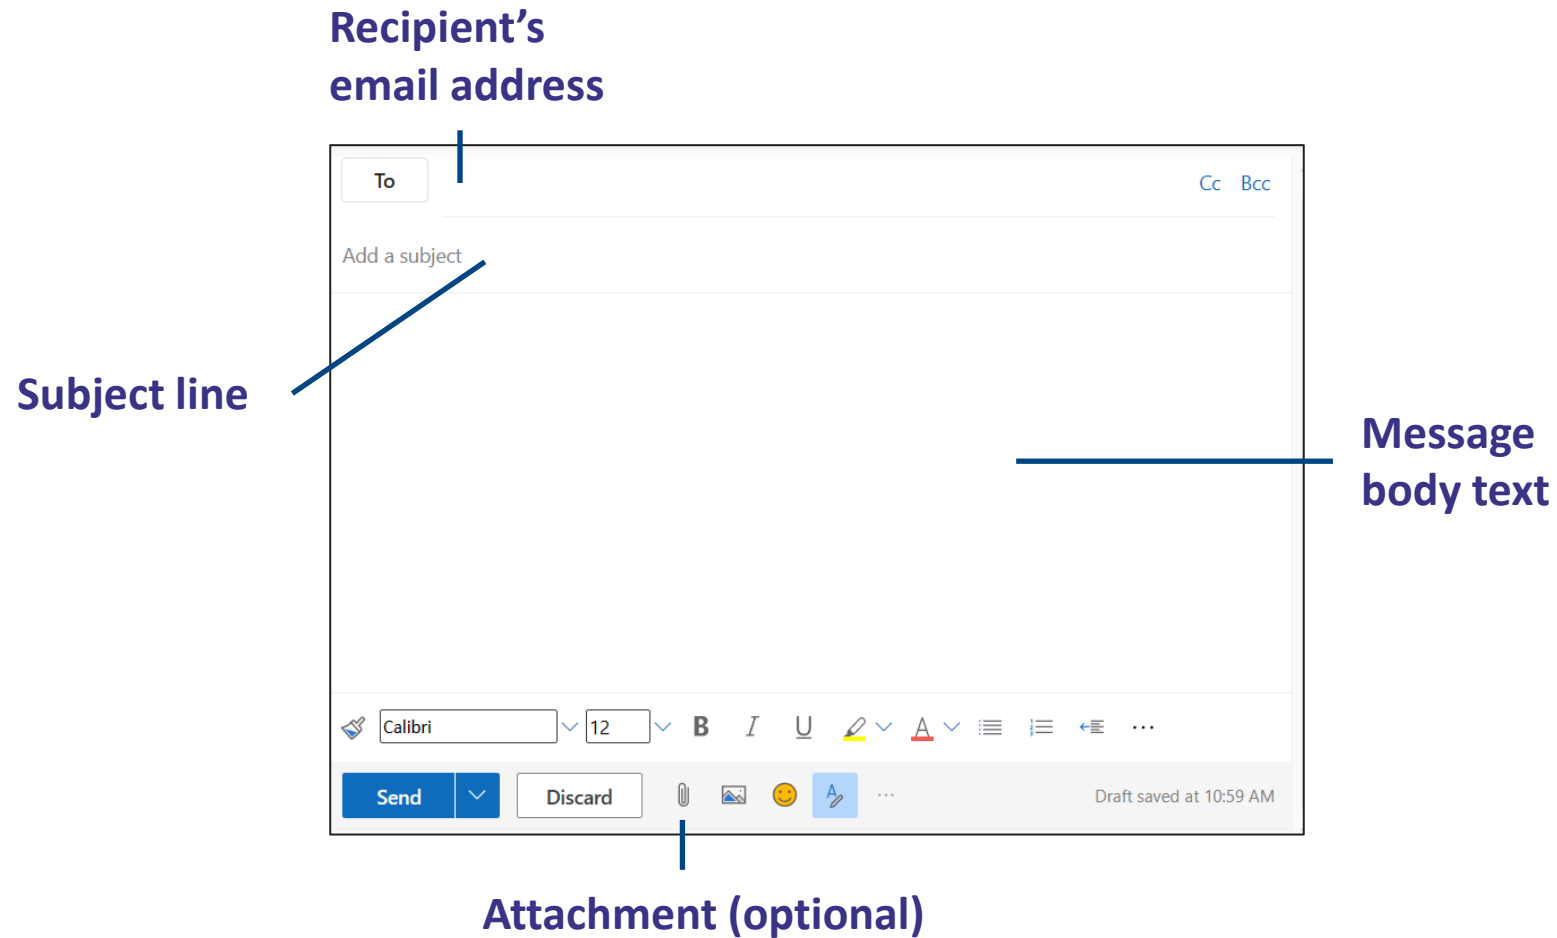 Recipient’s
email address
To
Cc Bcc
Add a subject
Subject line
Message
body text
Calibri 12 B I U A
Send Discard Draft saved at 10:59 AM
Attachment (optional)